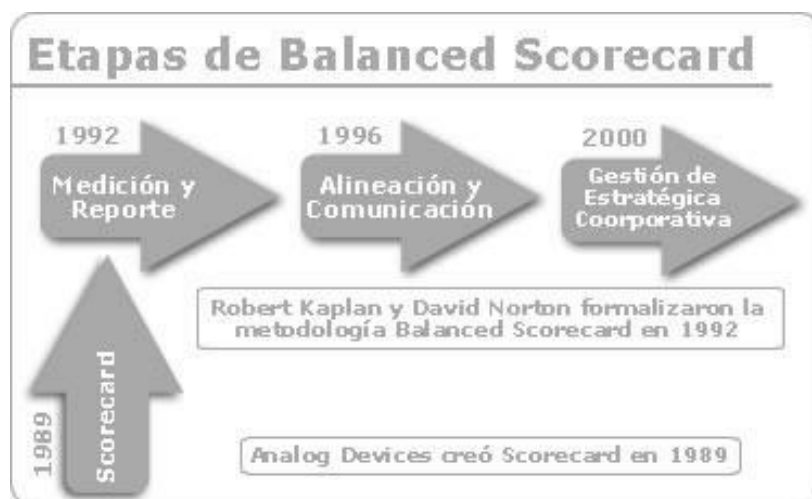 Etapas de Balanced Scorecard
1992
Medición y
Reporte
1996
Alineación y
Comunicación
2000
Gestión de
Estratégica
Coorporativa
Robert Kaplan y David Norton formalizaron la
metodología Balanced Scorecard en 1992
1989
Scorecard
Analog Devices creó Scorecard en 1989